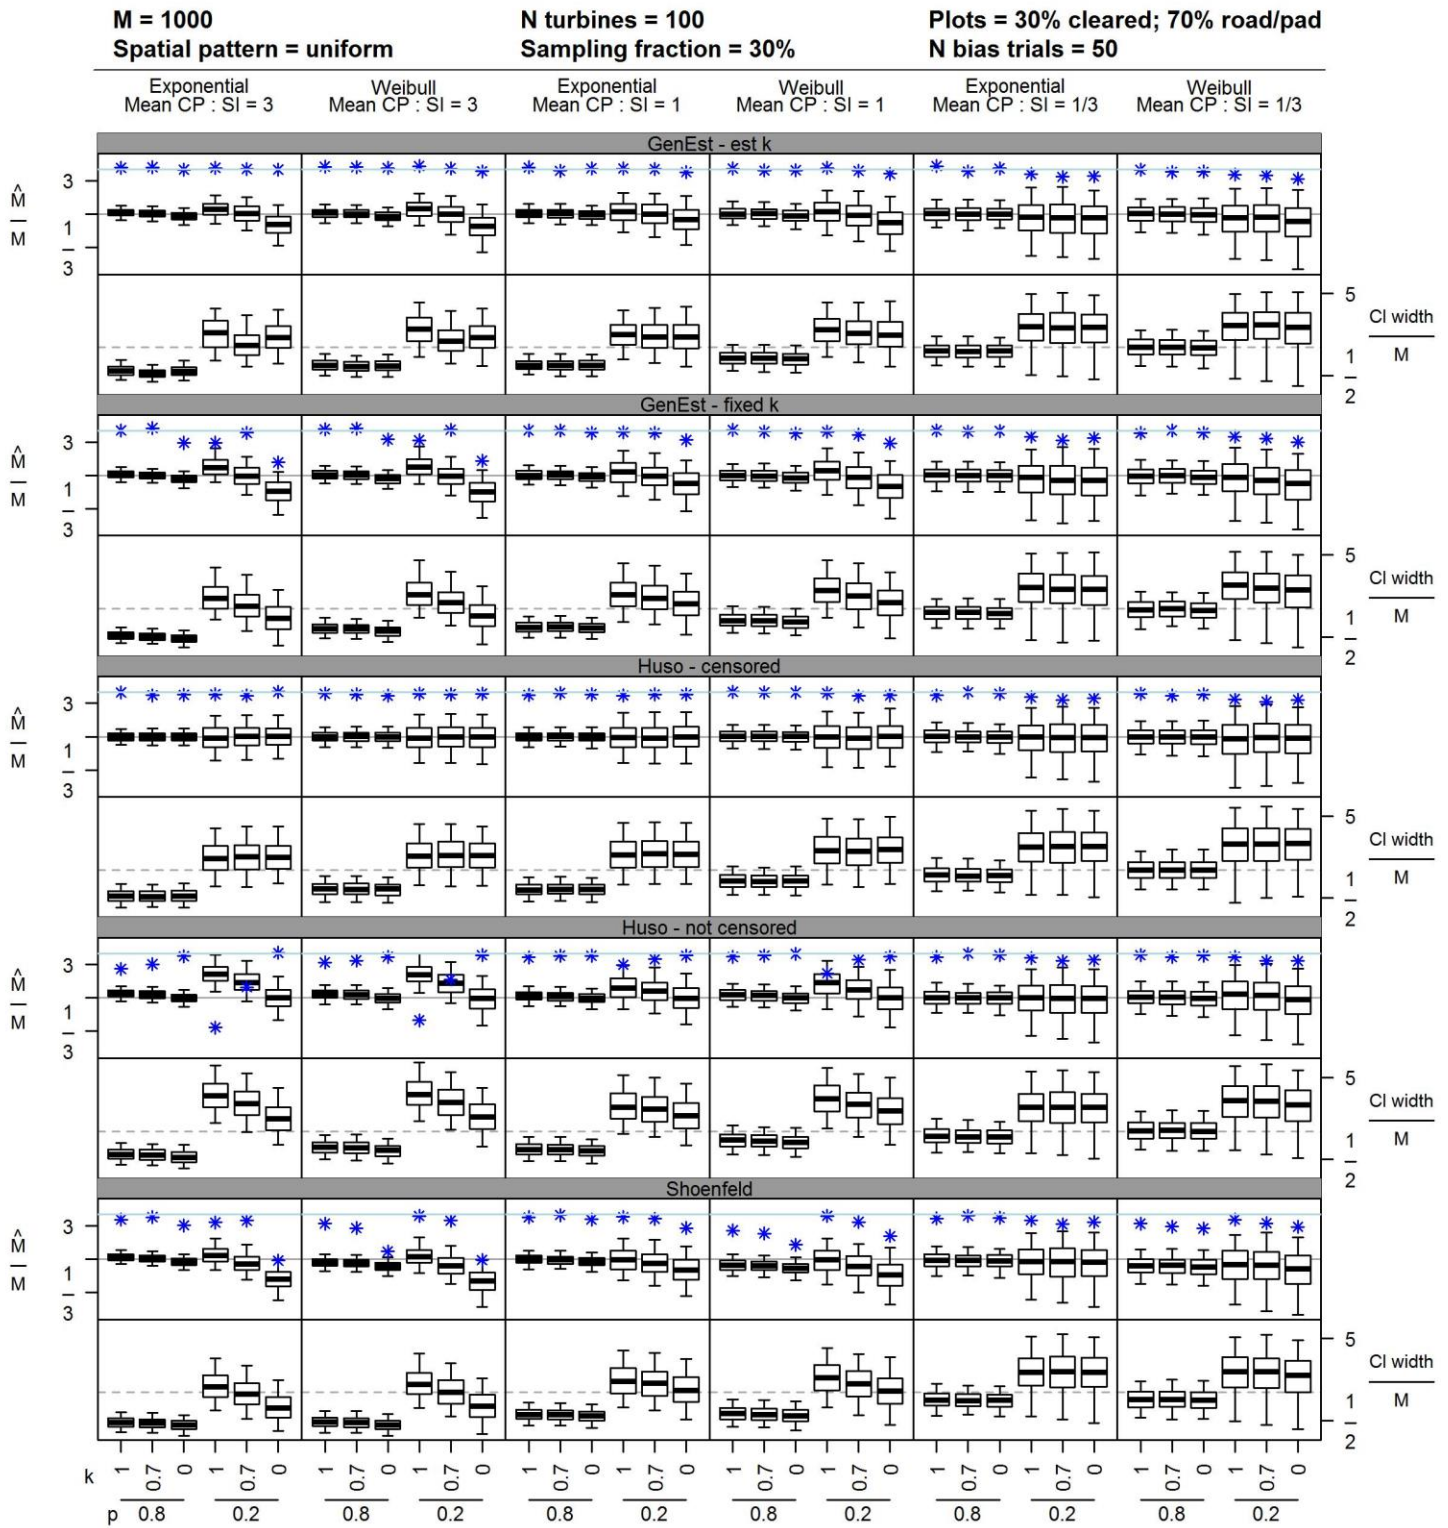 M = 1000 N turbines = 100 Plots = 30% cleared; 70% road/pad
Spatial pattern = uniform Sampling fraction = 30% N bias trials = 50
Exponential Weibull Exponential Weibull Exponential Weibull
Mean CP : SI = 3 Mean CP : SI = 3 Mean CP : SI = 1 Mean CP : SI = 1 Mean CP : SI = 1/3 Mean CP : SI = 1/3
GenEst - est k
3
M̂
M
1
3
5
CI width
M
1
2
GenEst - fixed k
3
M̂
M
1
3
5
CI width
M
1
2
Huso - censored
3
M̂
M
1
3
5
CI width
M
1
2
Huso - not censored
3
M̂
M
1
3
5
CI width
M
1
2
Shoenfeld
3
M̂
M
1
3
5
CI width
M
1
2
k 1 0.7 0 1 0.7 0 1 0.7 0 1 0.7 0 1 0.7 0 1 0.7 0 1 0.7 0 1 0.7 0 1 0.7 0 1 0.7 0 1 0.7 0 1 0.7 0
p 0.8 0.2 0.8 0.2 0.8 0.2 0.8 0.2 0.8 0.2 0.8 0.2